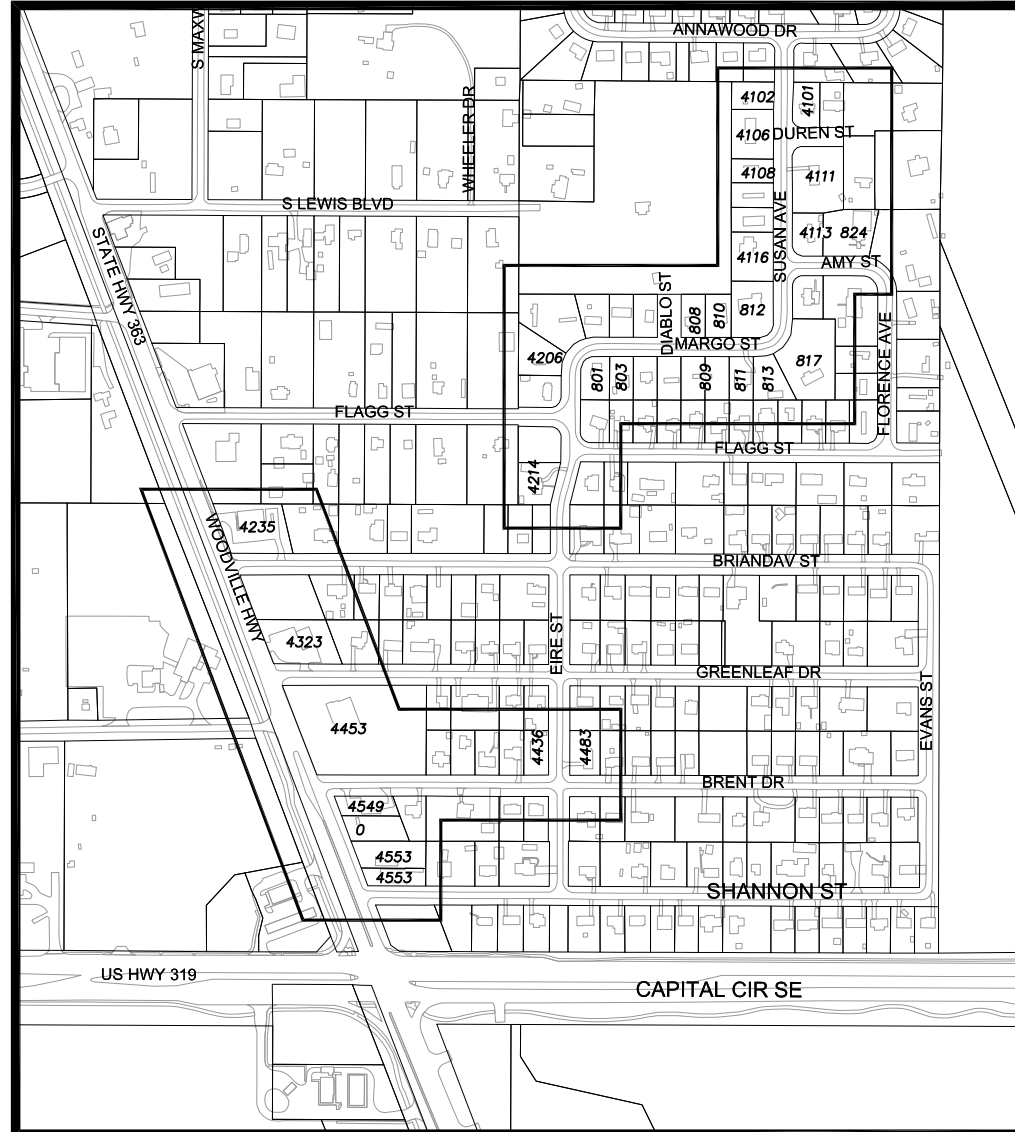 ANNAWOOD DR
S MAXW
WHEELER DR
4102
4101
4106
DUREN ST
4108
4111
S LEWIS BLVD
SUSAN AVE
4113
824
STATE HWY 363
4116
AMY ST
DIABLO ST
808
810
812
MARGO ST
FLORENCE AVE
4206
801
803
809
811
813
817
FLAGG ST
FLAGG ST
4214
4235
WOODVILLE HWY
BRIANDAV ST
EIRE ST
4323
GREENLEAF DR
EVANS ST
4453
4436
4483
BRENT DR
4549
0
4553
4553
SHANNON ST
US HWY 319
CAPITAL CIR SE